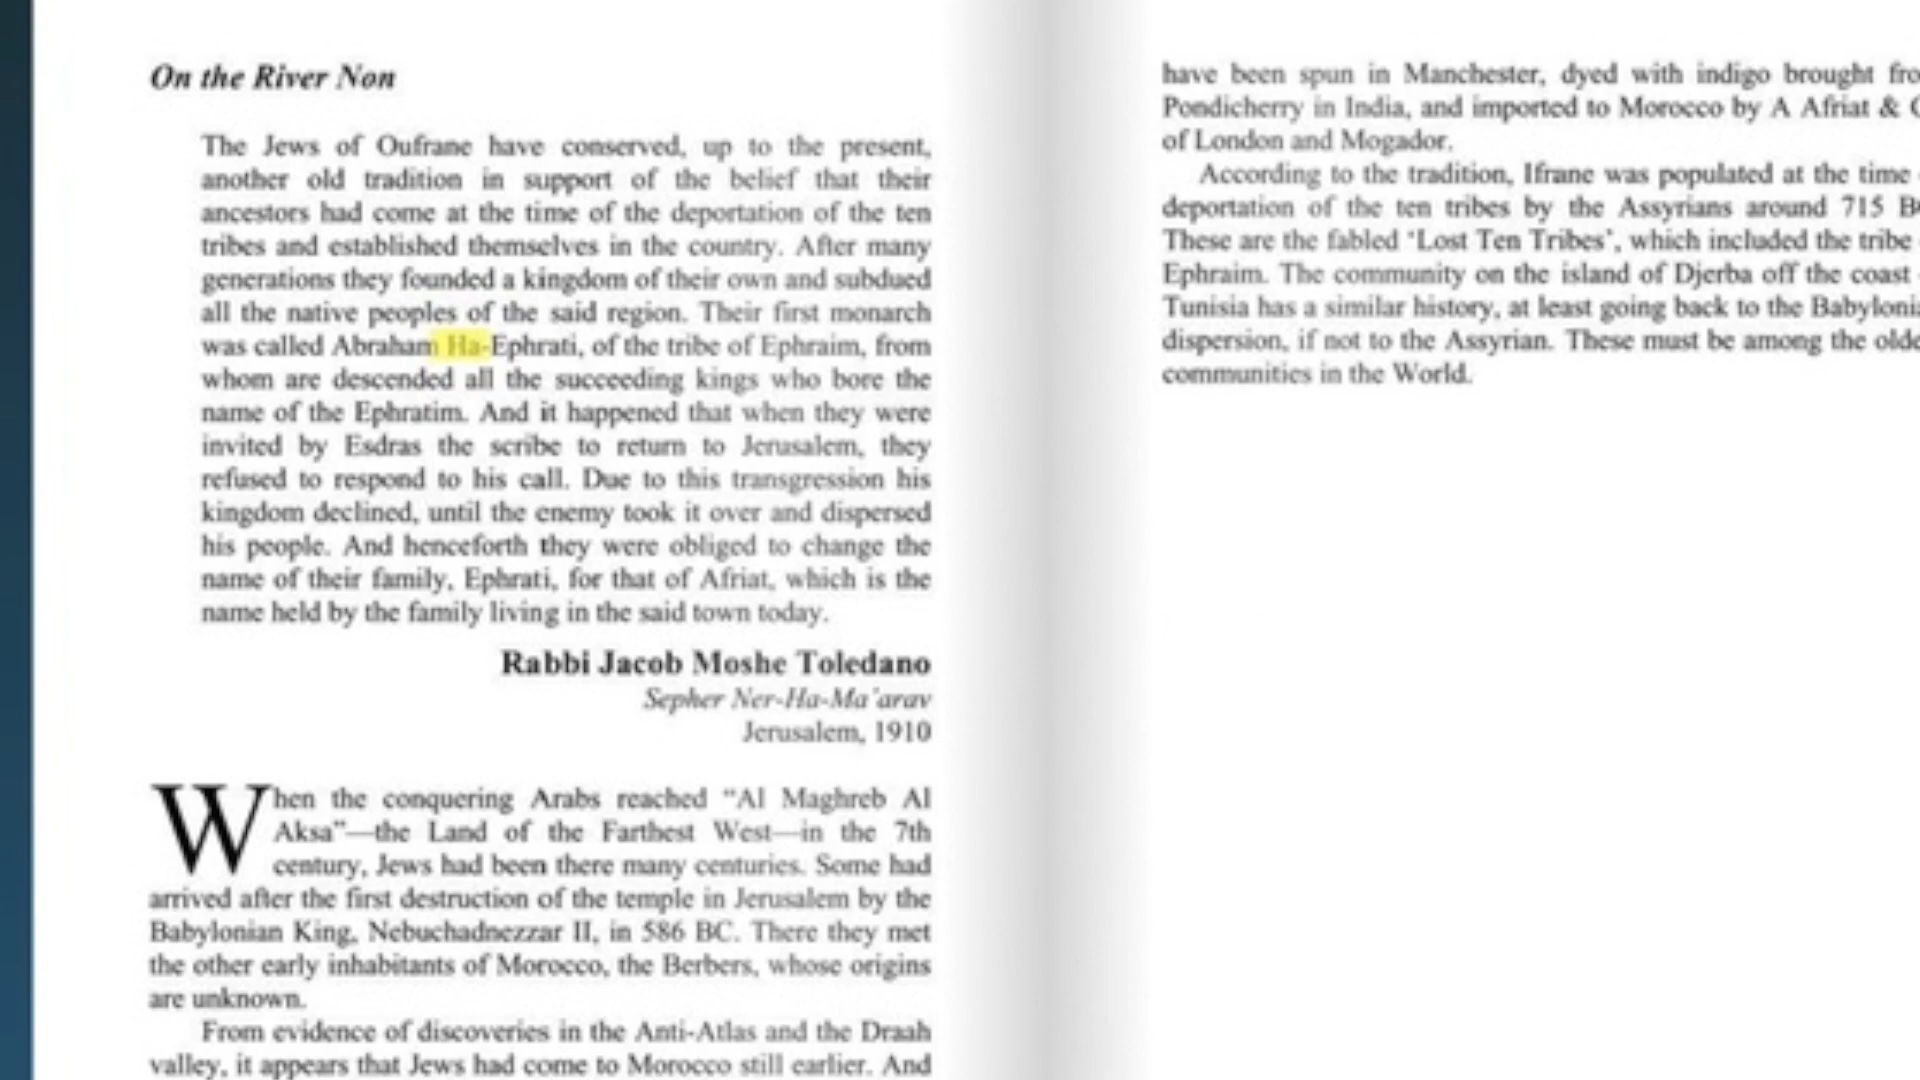 On the River Non
The Jews of Oufrane have conserved, up to the present,
another old tradition in support of the belief that their
ancestors had come at the time of the deportation of the ten
tribes and established themselves in the country. After many
generations they founded a kingdom of their own and subdued
all the native peoples of the said region. Their first monarch
was called Abraham Ha-Ephrati, of the tribe of Ephraim, from
whom are descended all the succeeding kings who bore the
name of the Ephratim. And it happened that when they were
invited by Esdras the scribe to return to Jerusalem, they
refused to respond to his call. Due to this transgression his
kingdom declined, until the enemy took it over and dispersed
his people. And henceforth they were obliged to change the
name of their family, Ephrati, for that of Afriat, which is the
name held by the family living in the said town today.
Rabbi Jacob Moshe Toledano
Sepher Ner-Ha-Ma'arav
Jerusalem, 1910
When the conquering Arabs reached "Al Maghreb Al
Aksa"—the Land of the Farthest West—in the 7th
century, Jews had been there many centuries. Some had
arrived after the first destruction of the temple in Jerusalem by the
Babylonian King, Nebuchadnezzar II, in 586 BC. There they met
the other early inhabitants of Morocco, the Berbers, whose origins
are unknown.
From evidence of discoveries in the Anti-Atlas and the Draah
valley, it appears that Jews had come to Morocco still earlier. And
have been spun in Manchester, dyed with indigo brought
Pondicherry in India, and imported to Morocco by A Afriat &
of London and Mogador.
According to the tradition, Ifrane was populated at the time
deportation of the ten tribes by the Assyrians around 715
These are the fabled 'Lost Ten Tribes', which included the tribe
Ephraim. The community on the island of Djerba off the coast
Tunisia has a similar history, at least going back to the
dispersion, if not to the Assyrian. These must be among the
communities in the World.